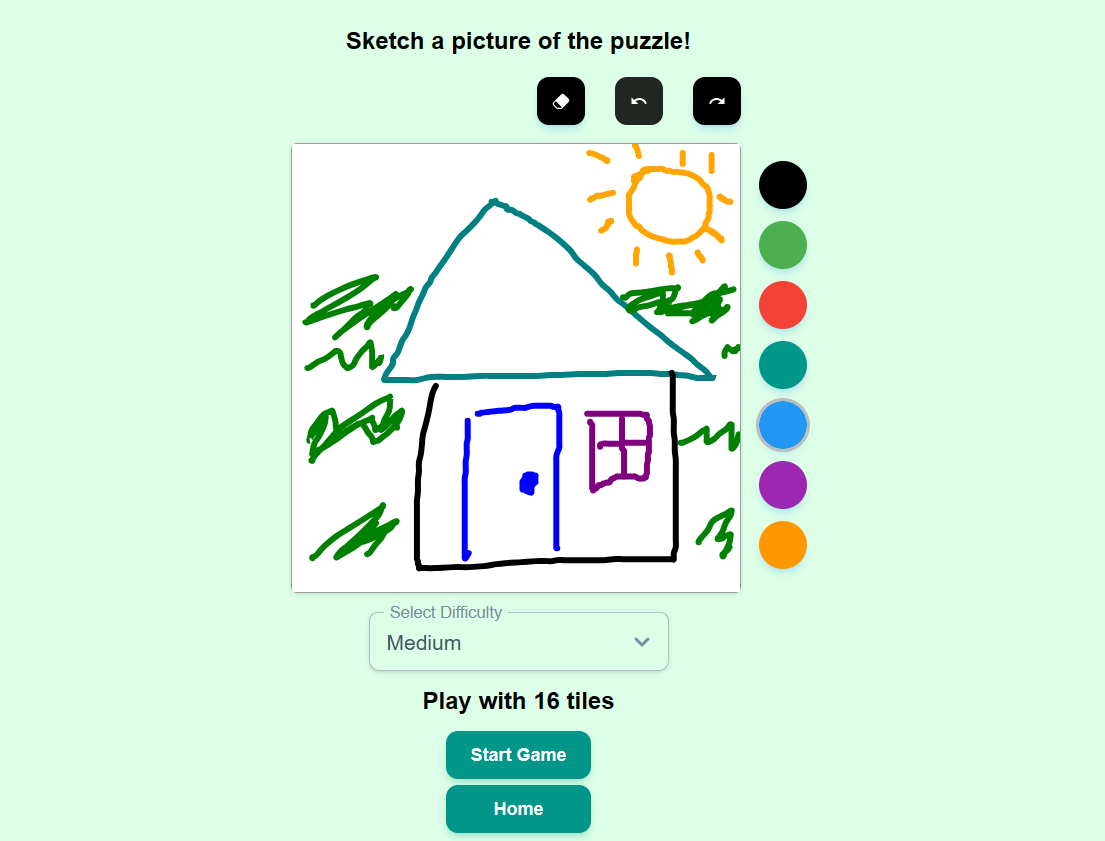 Sketch a picture of the puzzle!
Select Difficulty
Medium
Play with 16 tiles
Start Game
Home